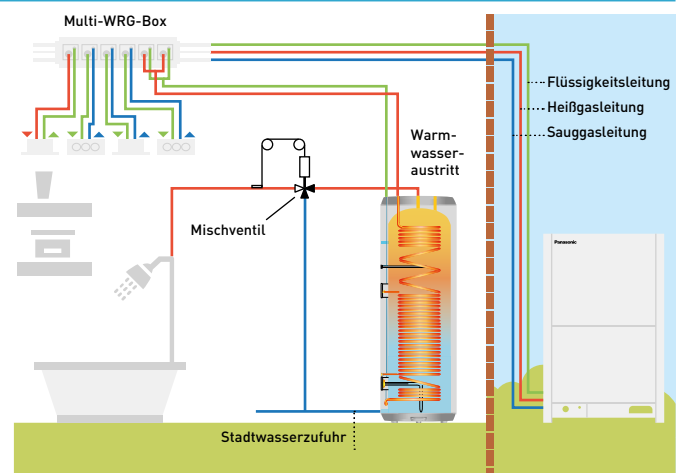 Multi-WRG-Box
Flüssigkeitsleitung
Heißgasleitung
Sauggasleitung
Warm-
wasser-
austritt
Mischventil
Panasonic
Stadtwasserzufuhr